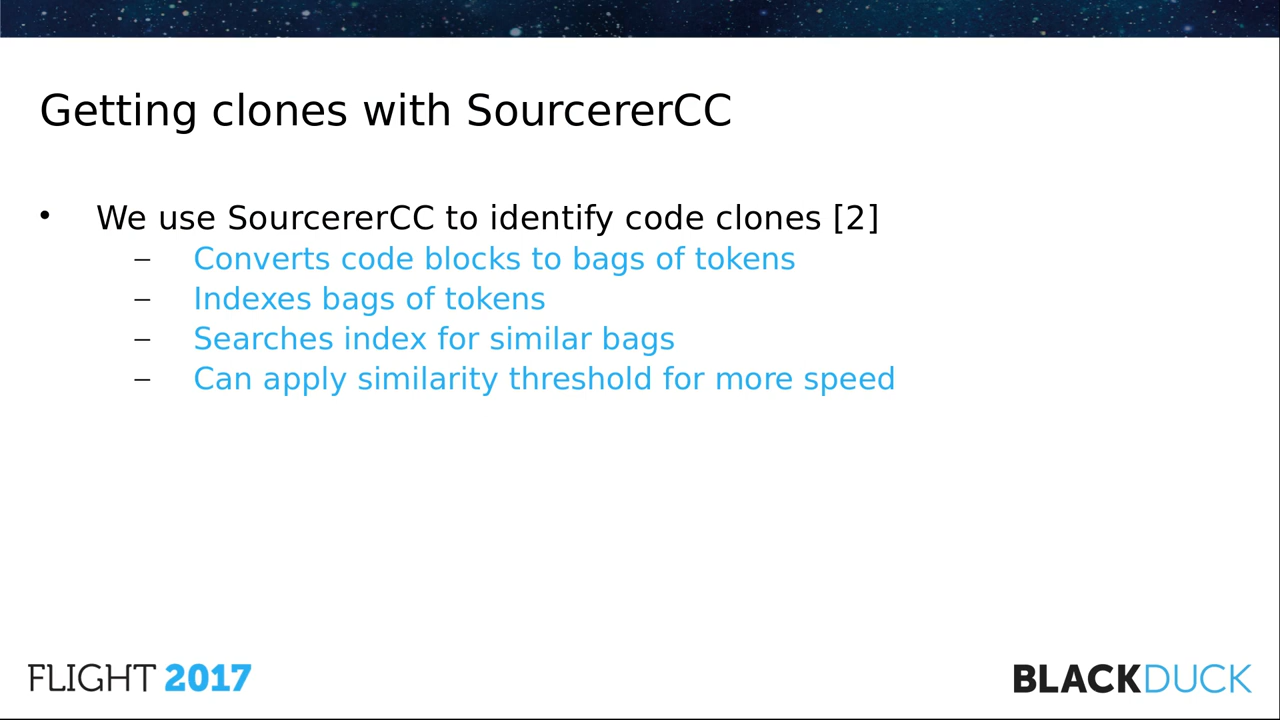 Getting clones with SourcererCC
• We use SourcererCC to identify code clones [2]
– Converts code blocks to bags of tokens
– Indexes bags of tokens
– Searches index for similar bags
– Can apply similarity threshold for more speed
FLIGHT 2017
BLACKDUCK